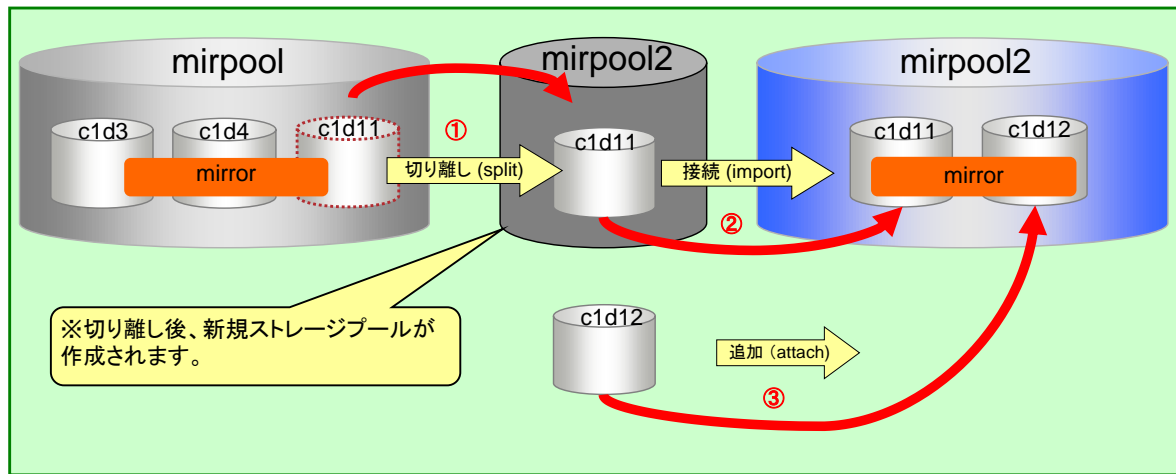 mirpool
c1d3
c1d4
c1d11
mirror
①
切り離し (split)
mirpool2
c1d11
接続 (import)
②
mirpool2
c1d11
c1d12
mirror
※切り離し後、新規ストレージプールが
作成されます。
c1d12
追加 (attach)
③